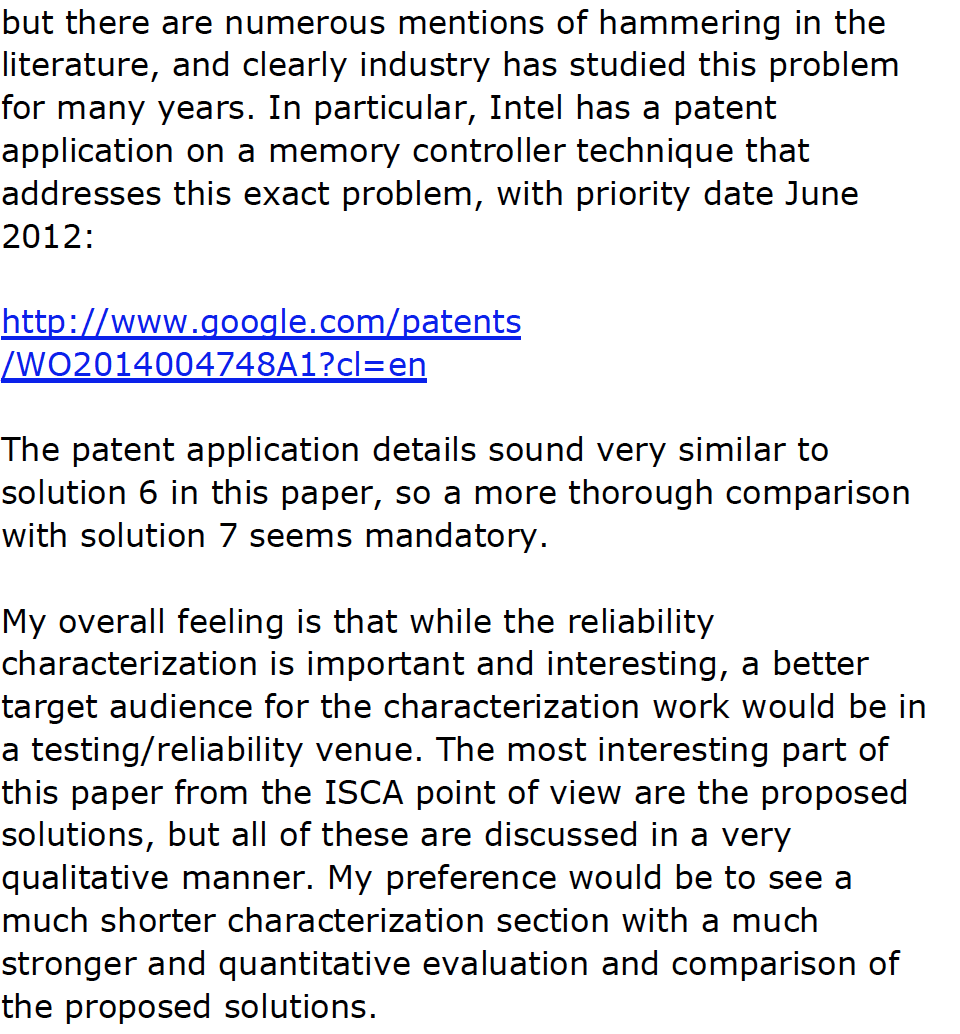 but there are numerous mentions of hammering in the
literature, and clearly industry has studied this problem
for many years. In particular, Intel has a patent
application on a memory controller technique that
addresses this exact problem, with priority date June
2012:
http://www.google.com/patents
/WO2014004748A1?cl=en
The patent application details sound very similar to
solution 6 in this paper, so a more thorough comparison
with solution 7 seems mandatory.
My overall feeling is that while the reliability
characterization is important and interesting, a better
target audience for the characterization work would be in
a testing/reliability venue. The most interesting part of
this paper from the ISCA point of view are the proposed
solutions, but all of these are discussed in a very
qualitative manner. My preference would be to see a
much shorter characterization section with a much
stronger and quantitative evaluation and comparison of
the proposed solutions.